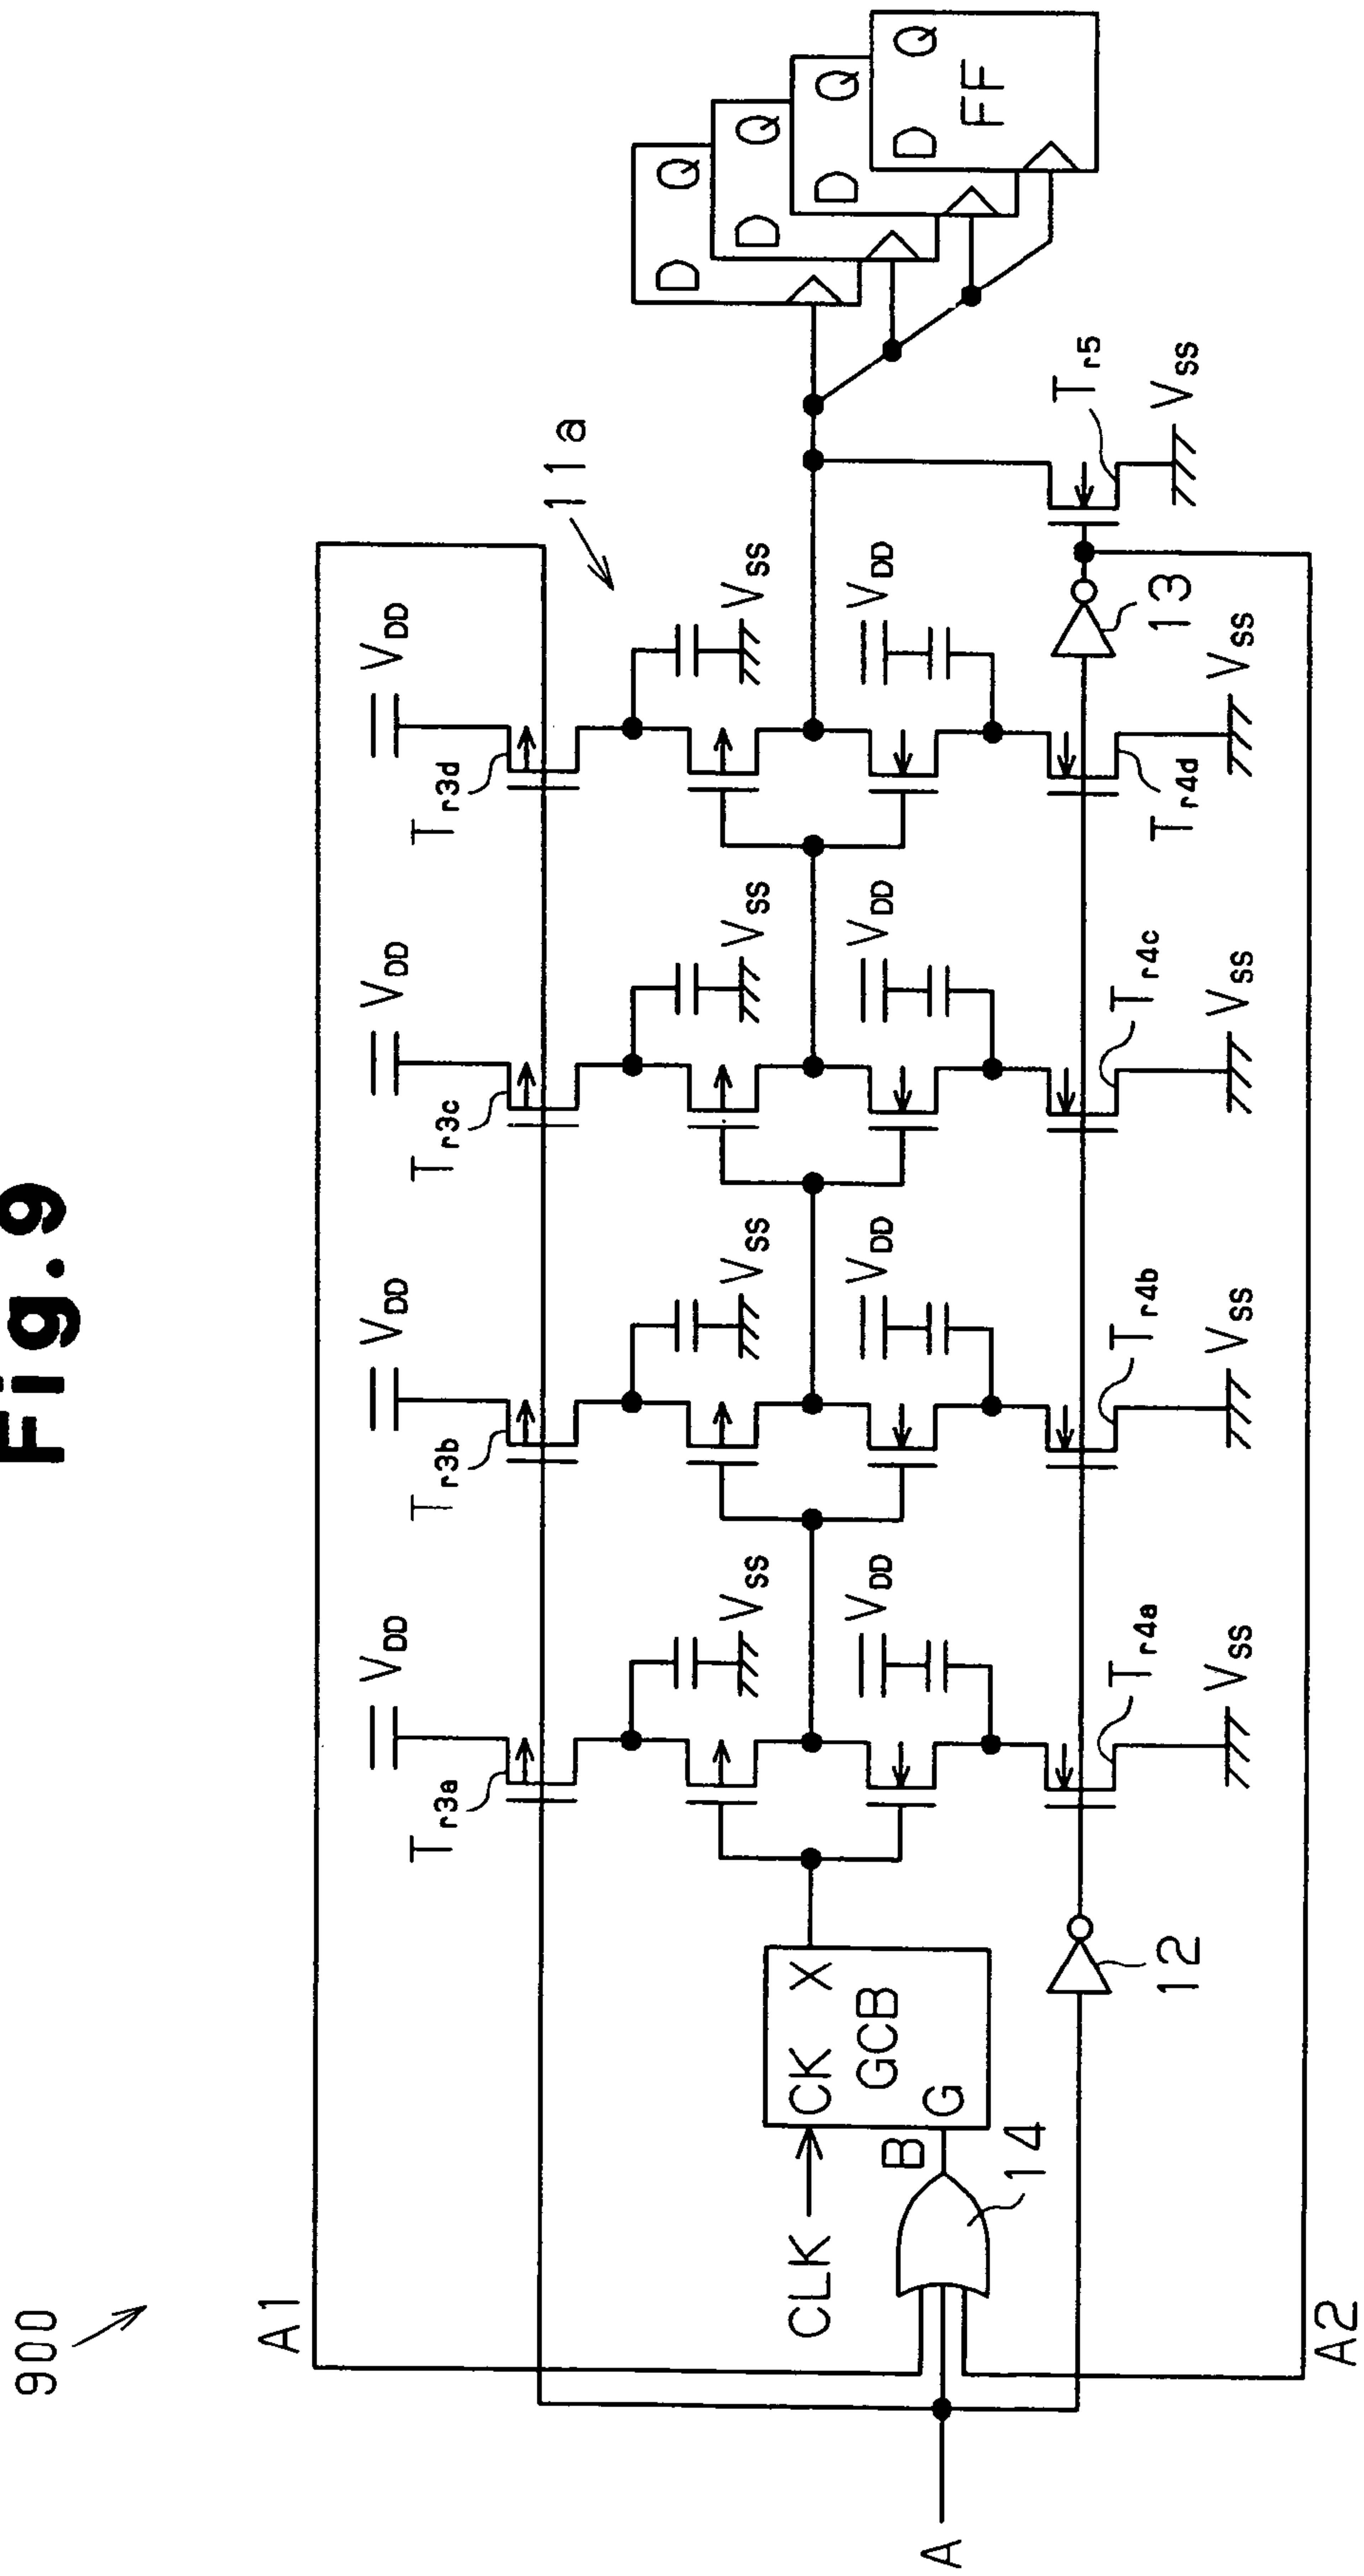 Fig.9
900
A1
VDD
VDD
VDD
VDD
Tr3a
Tr3b
Tr3c
Tr3d
11a
VSS
VSS
VSS
VSS
CLK
CK X
GCB
G
B
14
VDD
VDD
VDD
VDD
D Q
D Q
D Q
D Q
FF
A
12
Tr4a
Tr4b
Tr4c
Tr4d
13
Tr5
VSS
VSS
VSS
VSS
VSS
A2